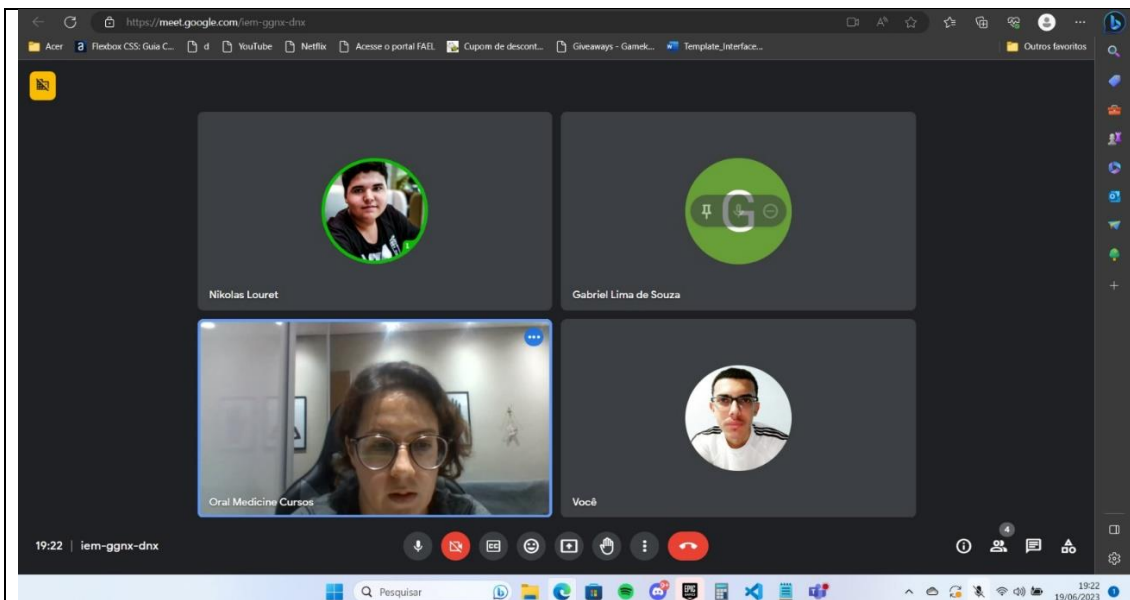 https://meet.google.com/iem-ggnx-dnx
Acer
Flexbox CSS: Guia C...
d
YouTube
Netflix
Acesse o portal FAEL
Cupom de descont...
Giveaways - Gamek...
Template_Interface...
Outros favoritos
Nikolas Louret
G
Gabriel Lima de Souza
Oral Medicine Cursos
Você
19:22 | iem-ggnx-dnx
4
Pesquisar
19:22
19/06/2023